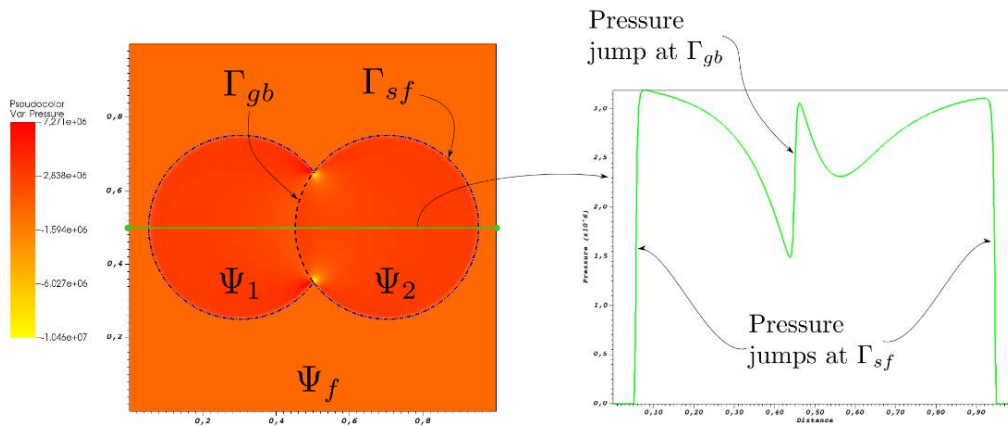 Pseudocolor
Var: Pressure
7,271e+06
2,838e+06
-1,594e+06
-6,027e+06
-1,046e+07
0,8
0,6
0,4
0,2
0,2
0,4
0,6
0,8
Γgb
Γsf
Ψ1
Ψ2
Ψf
Pressure
jump at Γgb
Pressure
jumps at Γsf
Pressure (x10^6)
3,0
2,5
2,0
1,5
1,0
0,5
0,0
0,10
0,30
0,40
0,50
0,60
0,70
0,80
0,90
Distance